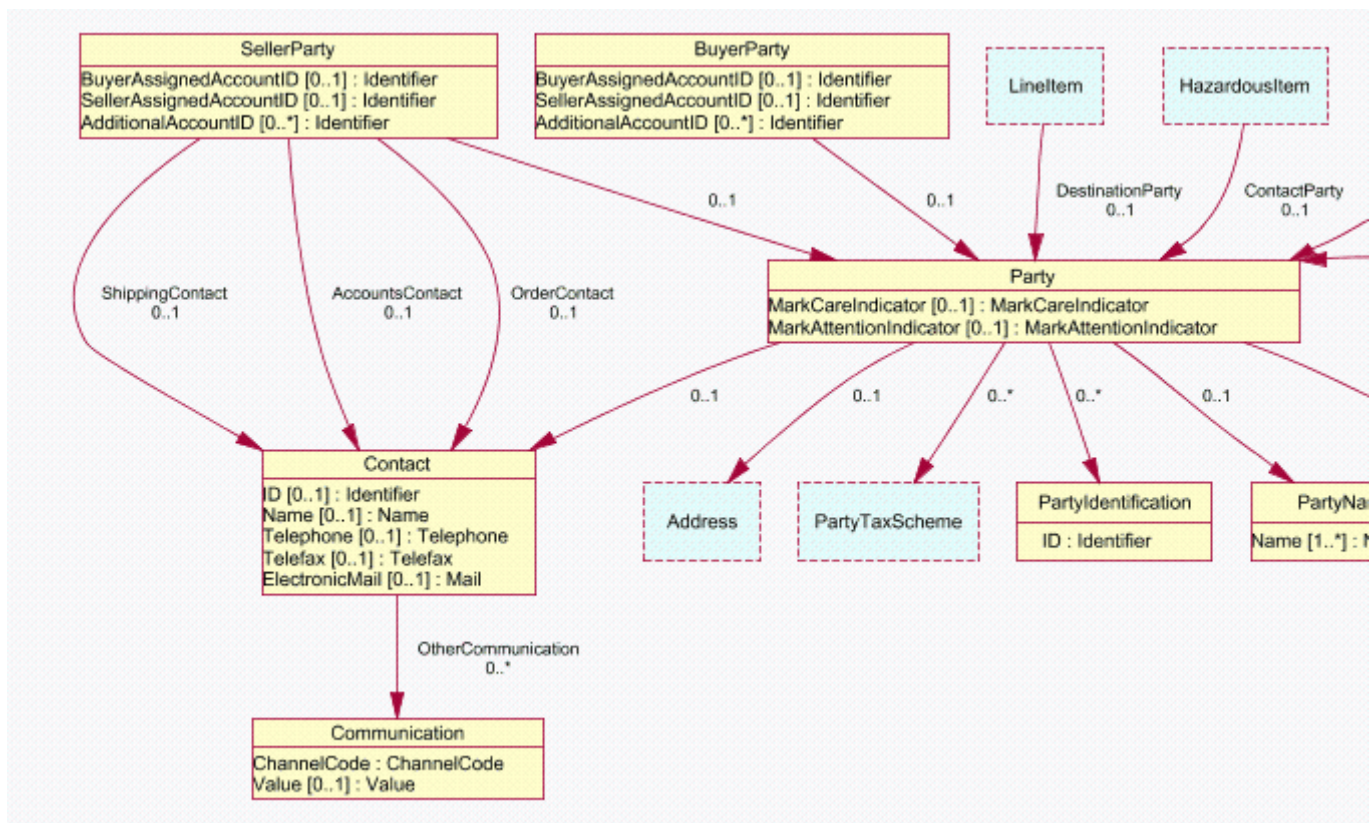 SellerParty
BuyerAssignedAccountID [0..1] : Identifier
SellerAssignedAccountID [0..1] : Identifier
AdditionalAccountID [0..*] : Identifier
BuyerParty
BuyerAssignedAccountID [0..1] : Identifier
SellerAssignedAccountID [0..1] : Identifier
AdditionalAccountID [0..*] : Identifier
LineItem
HazardousItem
0..1
0..1
DestinationParty
0..1
ContactParty
0..1
ShippingContact
0..1
AccountsContact
0..1
OrderContact
0..1
Party
MarkCareIndicator [0..1] : MarkCareIndicator
MarkAttentionIndicator [0..1] : MarkAttentionIndicator
0..1
0..1
0..*
0..*
0..1
Contact
ID [0..1] : Identifier
Name [0..1] : Name
Telephone [0..1] : Telephone
Telefax [0..1] : Telefax
ElectronicMail [0..1] : Mail
Address
PartyTaxScheme
PartyIdentification
ID : Identifier
Name [1..*] :
OtherCommunication
0..*
Communication
ChannelCode : ChannelCode
Value [0..1] : Value